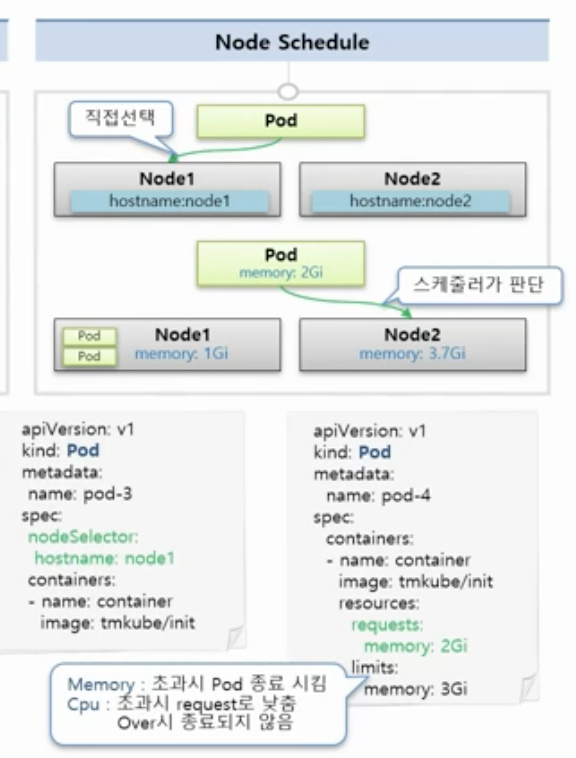 Node Schedule
직접선택
Pod
Node1
hostname:node1
Node2
hostname:node2
Pod
memory: 2Gi
스케줄러가 판단
Pod
Pod
Node1
memory: 1Gi
Node2
memory: 3.7Gi
apiVersion: v1
kind: Pod
metadata:
name: pod-3
spec:
nodeSelector:
hostname: node1
containers:
- name: container
image: tmkube/init
apiVersion: v1
kind: Pod
metadata:
name: pod-4
spec:
containers:
- name: container
image: tmkube/init
resources:
requests:
memory: 2Gi
limits:
memory: 3Gi
Memory : 초과시 Pod 종료 시킴
Cpu : 초과시 request로 낮춤
Over시 종료되지 않음